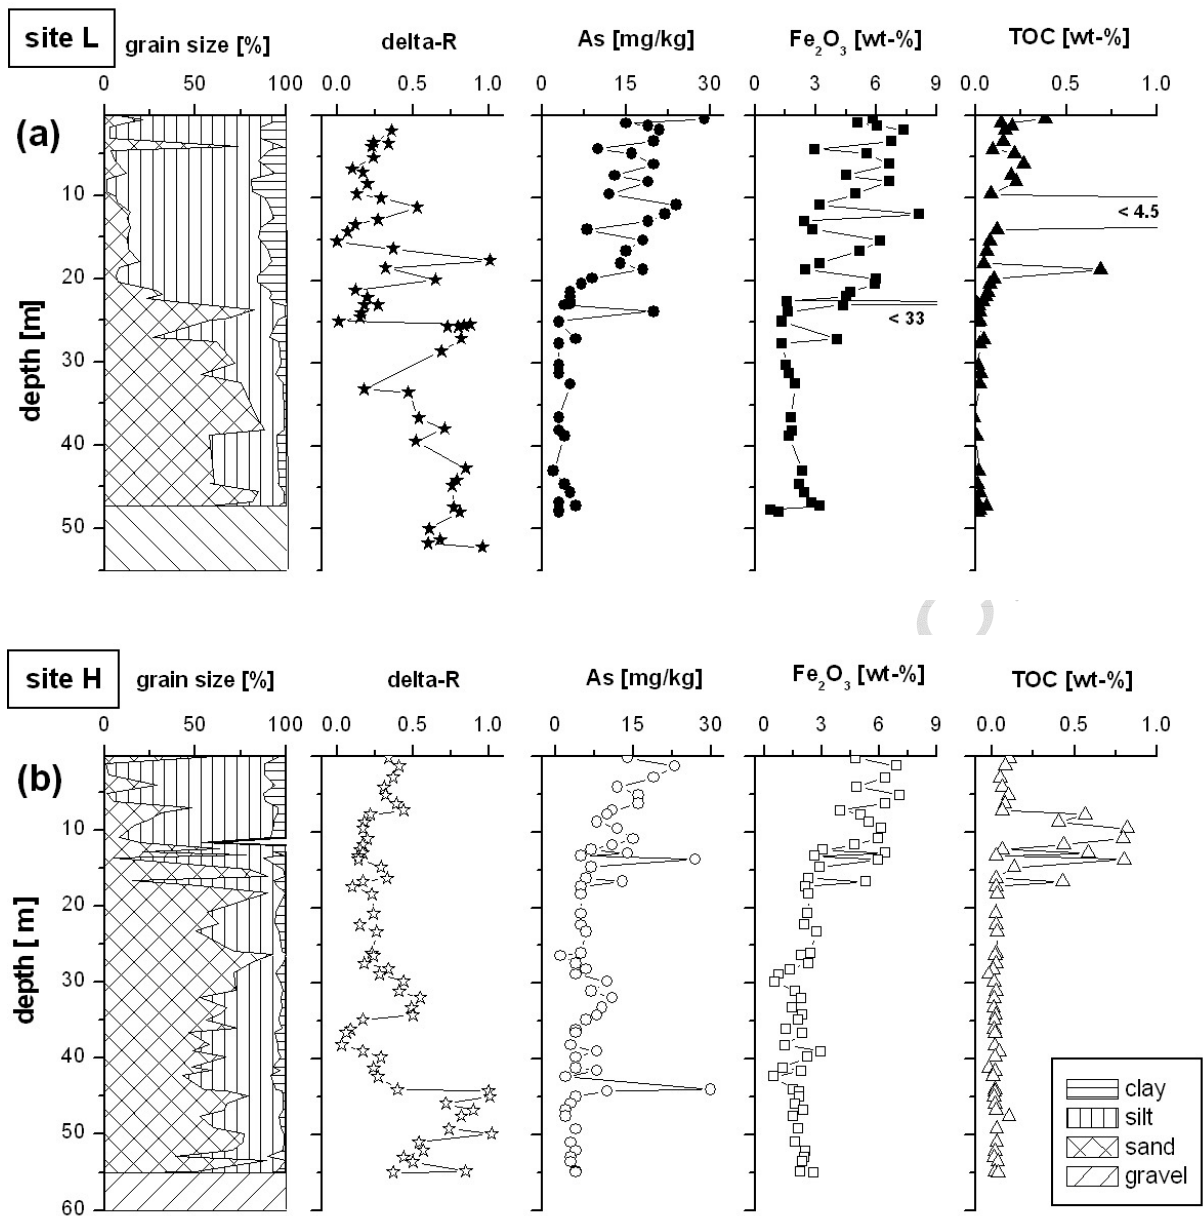 site L
grain size [%]
delta-R
As [mg/kg]
Fe₂O₃ [wt-%]
TOC [wt-%]
0 50 100
0.0 0.5 1.0
0 15 30
0 3 6 9
0.0 0.5 1.0
(a)
depth [m]
0
10
20
30
40
50
< 4.5
< 33
site H
grain size [%]
delta-R
As [mg/kg]
Fe₂O₃ [wt-%]
TOC [wt-%]
0 50 100
0.0 0.5 1.0
0 15 30
0 3 6 9
0.0 0.5 1.0
(b)
depth [ m]
0
10
20
30
40
50
60
clay
silt
sand
gravel